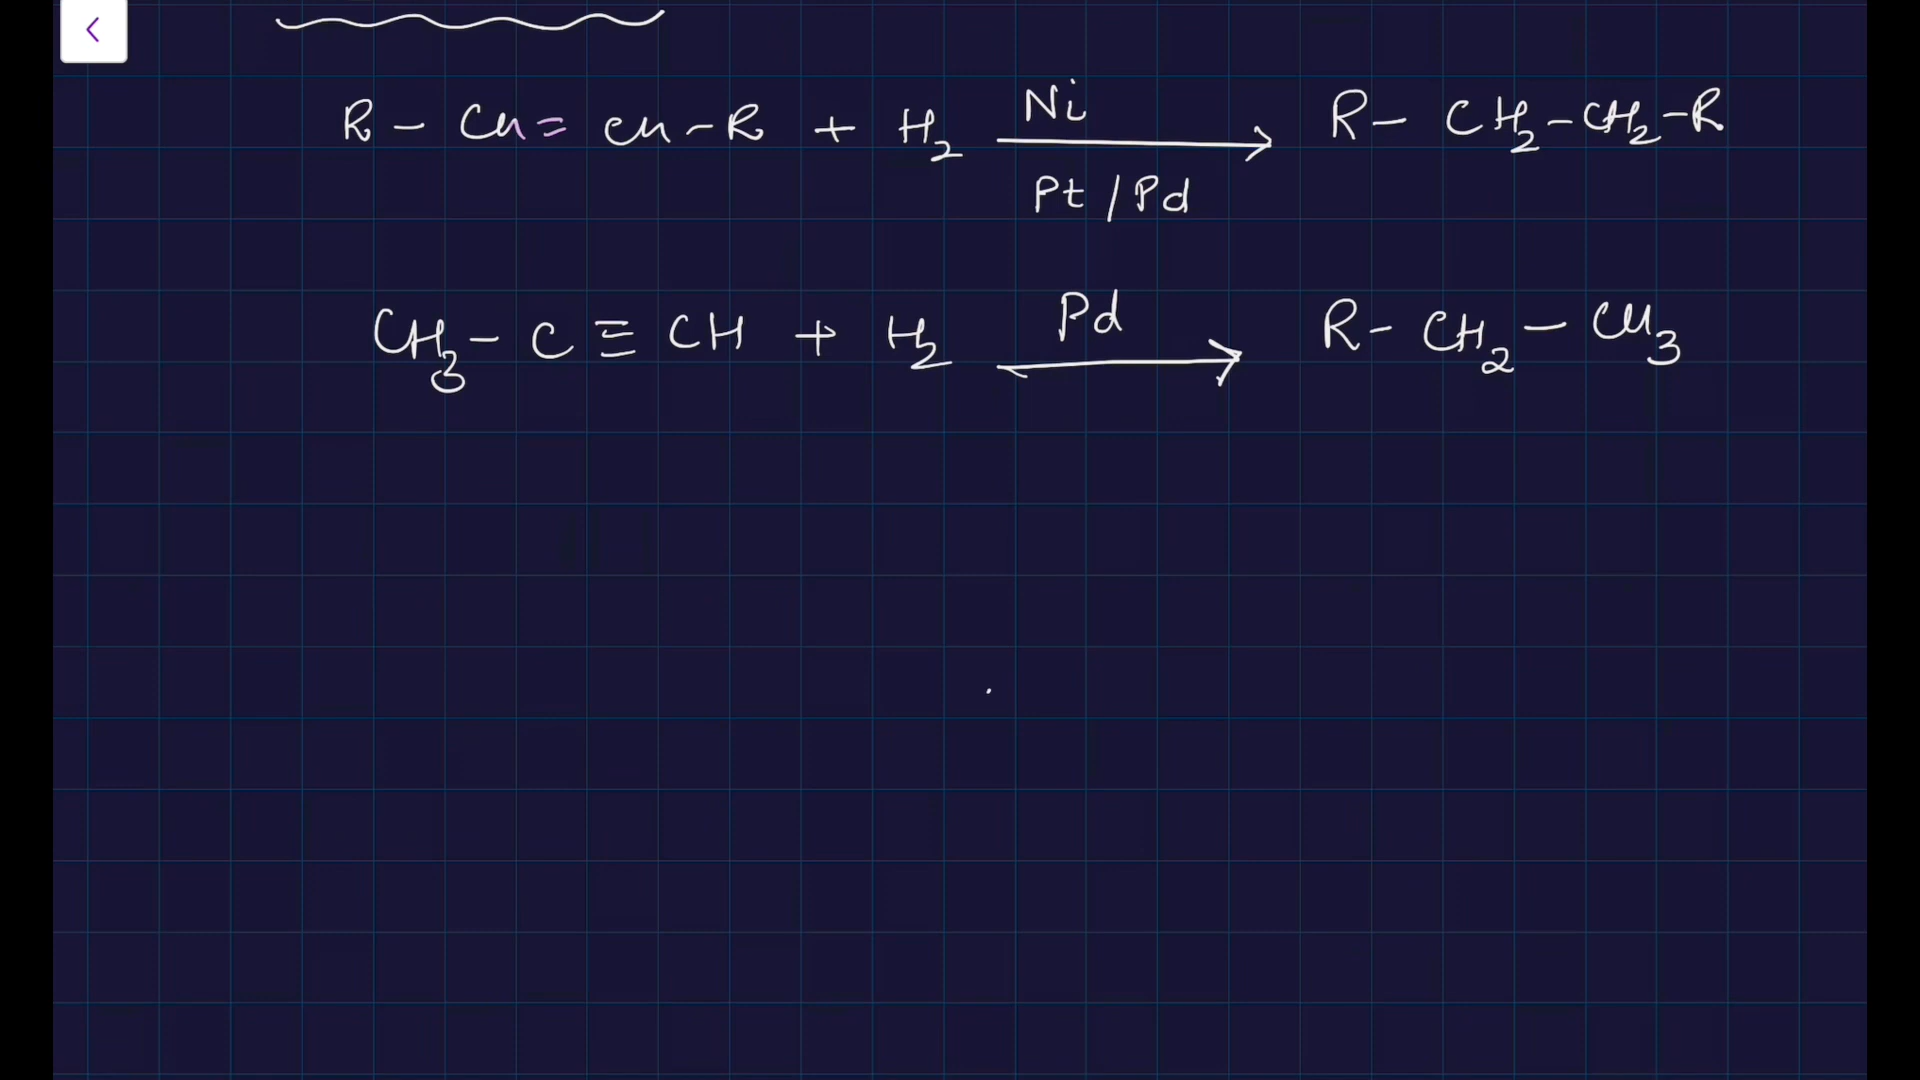 R - CH = CH - R + H2 Ni Pt / Pd → R - CH2 - CH2 - R
CH3 - C ≡ CH + H2 Pd → R - CH2 - CH3